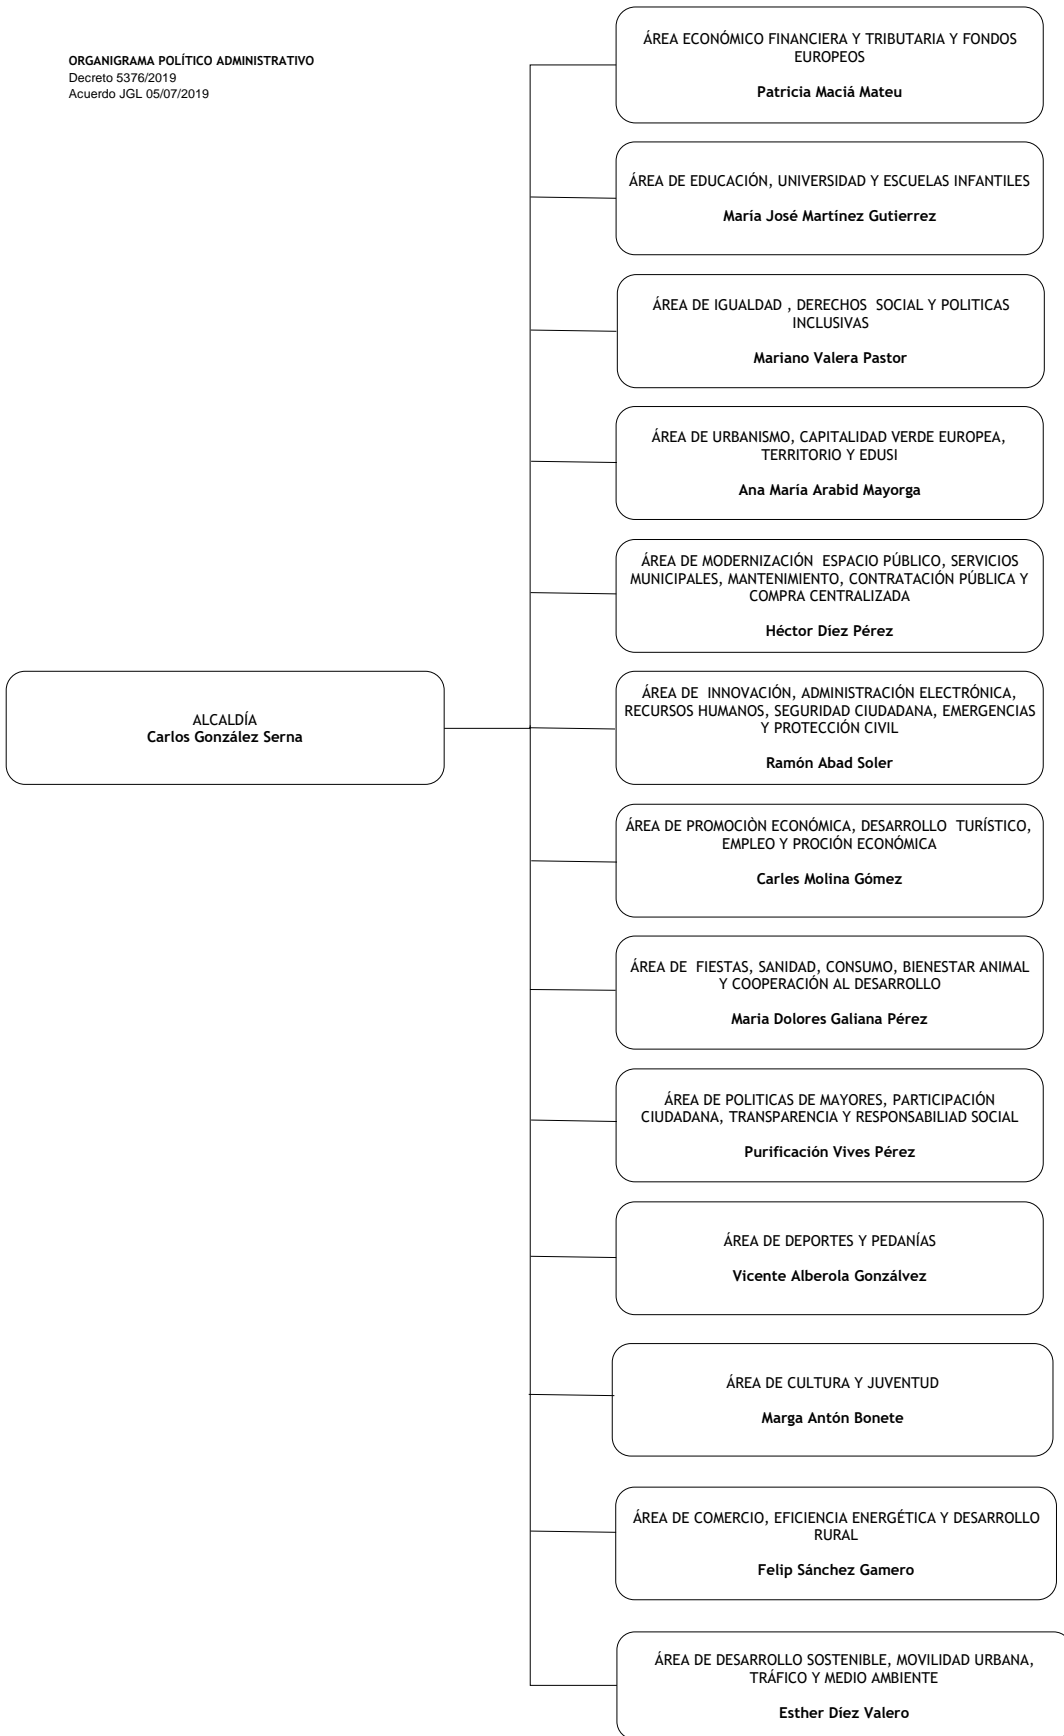 ORGANIGRAMA POLÍTICO ADMINISTRATIVO
Decreto 5376/2019
Acuerdo JGL 05/07/2019
ALCALDÍA
Carlos González Serna
ÁREA ECONÓMICO FINANCIERA Y TRIBUTARIA Y FONDOS
EUROPEOS
Patricia Maciá Mateu
ÁREA DE EDUCACIÓN, UNIVERSIDAD Y ESCUELAS INFANTILES
María José Martínez Gutierrez
ÁREA DE IGUALDAD , DERECHOS  SOCIAL Y POLITICAS
INCLUSIVAS
Mariano Valera Pastor
ÁREA DE URBANISMO, CAPITALIDAD VERDE EUROPEA,
TERRITORIO Y EDUSI
Ana María Arabid Mayorga
ÁREA DE MODERNIZACIÓN  ESPACIO PÚBLICO, SERVICIOS
MUNICIPALES, MANTENIMIENTO, CONTRATACIÓN PÚBLICA Y
COMPRA CENTRALIZADA
Héctor Díez Pérez
ÁREA DE  INNOVACIÓN, ADMINISTRACIÓN ELECTRÓNICA,
RECURSOS HUMANOS, SEGURIDAD CIUDADANA, EMERGENCIAS
Y PROTECCIÓN CIVIL
Ramón Abad Soler
ÁREA DE PROMOCIÒN ECONÓMICA, DESARROLLO  TURÍSTICO,
EMPLEO Y PROCIÓN ECONÓMICA
Carles Molina Gómez
ÁREA DE  FIESTAS, SANIDAD, CONSUMO, BIENESTAR ANIMAL
Y COOPERACIÓN AL DESARROLLO
Maria Dolores Galiana Pérez
ÁREA DE POLITICAS DE MAYORES, PARTICIPACIÓN
CIUDADANA, TRANSPARENCIA Y RESPONSABILIAD SOCIAL
Purificación Vives Pérez
ÁREA DE DEPORTES Y PEDANÍAS
Vicente Alberola Gonzálvez
ÁREA DE CULTURA Y JUVENTUD
Marga Antón Bonete
ÁREA DE COMERCIO, EFICIENCIA ENERGÉTICA Y DESARROLLO
RURAL
Felip Sánchez Gamero
ÁREA DE DESARROLLO SOSTENIBLE, MOVILIDAD URBANA,
TRÁFICO Y MEDIO AMBIENTE
Esther Díez Valero